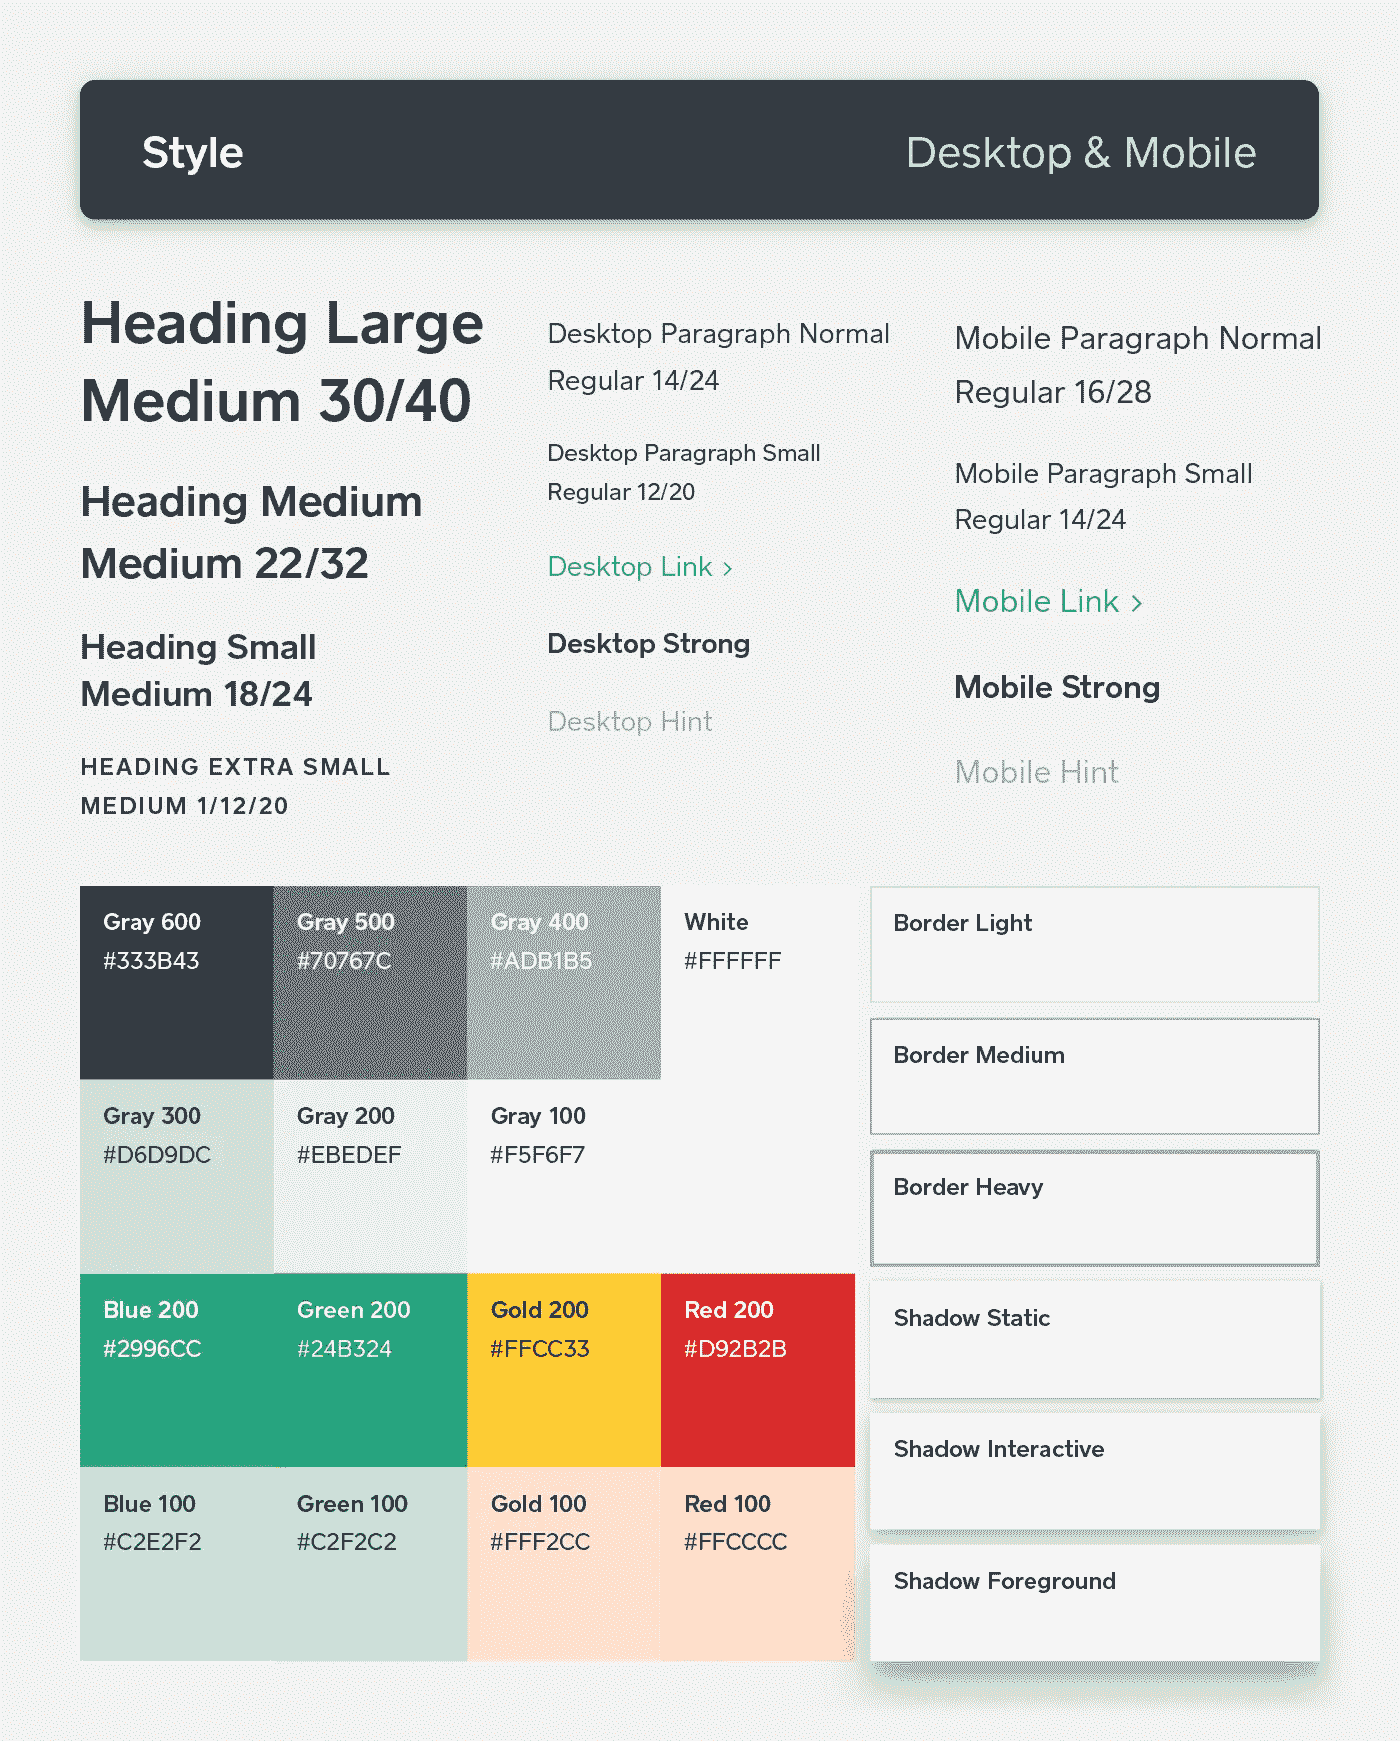 Style
Desktop & Mobile
Heading Large
Medium 30/40
Heading Medium
Medium 22/32
Heading Small
Medium 18/24
HEADING EXTRA SMALL
MEDIUM 1/12/20
Desktop Paragraph Normal
Regular 14/24
Desktop Paragraph Small
Regular 12/20
Desktop Link ›
Desktop Strong
Desktop Hint
Mobile Paragraph Normal
Regular 16/28
Mobile Paragraph Small
Regular 14/24
Mobile Link ›
Mobile Strong
Mobile Hint
Gray 600
#333B43
Gray 500
#70767C
Gray 400
#ADB1B5
White
#FFFFFF
Gray 300
#D6D9DC
Gray 200
#EBEDEF
Gray 100
#F5F6F7
Blue 200
#2996CC
Green 200
#24B324
Gold 200
#FFCC33
Red 200
#D92B2B
Blue 100
#C2E2F2
Green 100
#C2F2C2
Gold 100
#FFF2CC
Red 100
#FFCCCC
Border Light
Border Medium
Border Heavy
Shadow Static
Shadow Interactive
Shadow Foreground